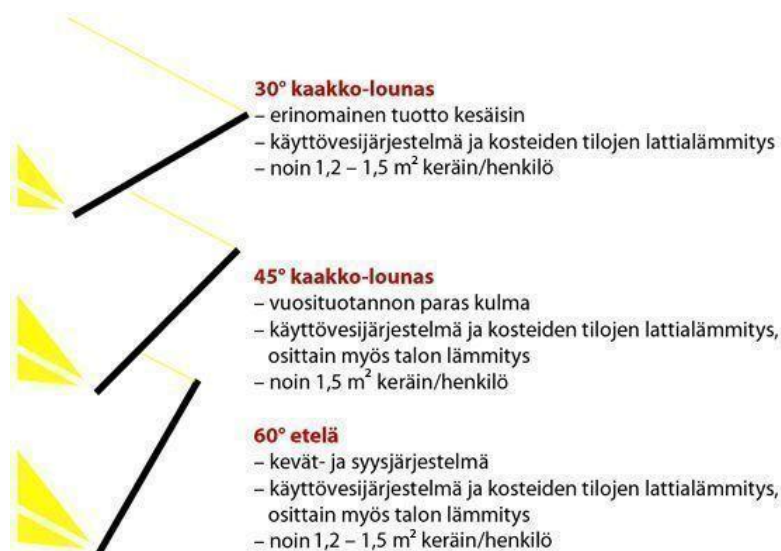 30° kaakko-lounas
– erinomainen tuotto kesäisin
– käyttövesijärjestelmä ja kosteiden tilojen lattialämmitys
– noin 1,2 – 1,5 m² keräin/henkilö
45° kaakko-lounas
– vuosituotannon paras kulma
– käyttövesijärjestelmä ja kosteiden tilojen lattialämmitys,
osittain myös talon lämmitys
– noin 1,5 m² keräin/henkilö
60° etelä
– kevät- ja syysjärjestelmä
– käyttövesijärjestelmä ja kosteiden tilojen lattialämmitys,
osittain myös talon lämmitys
– noin 1,2 – 1,5 m² keräin/henkilö